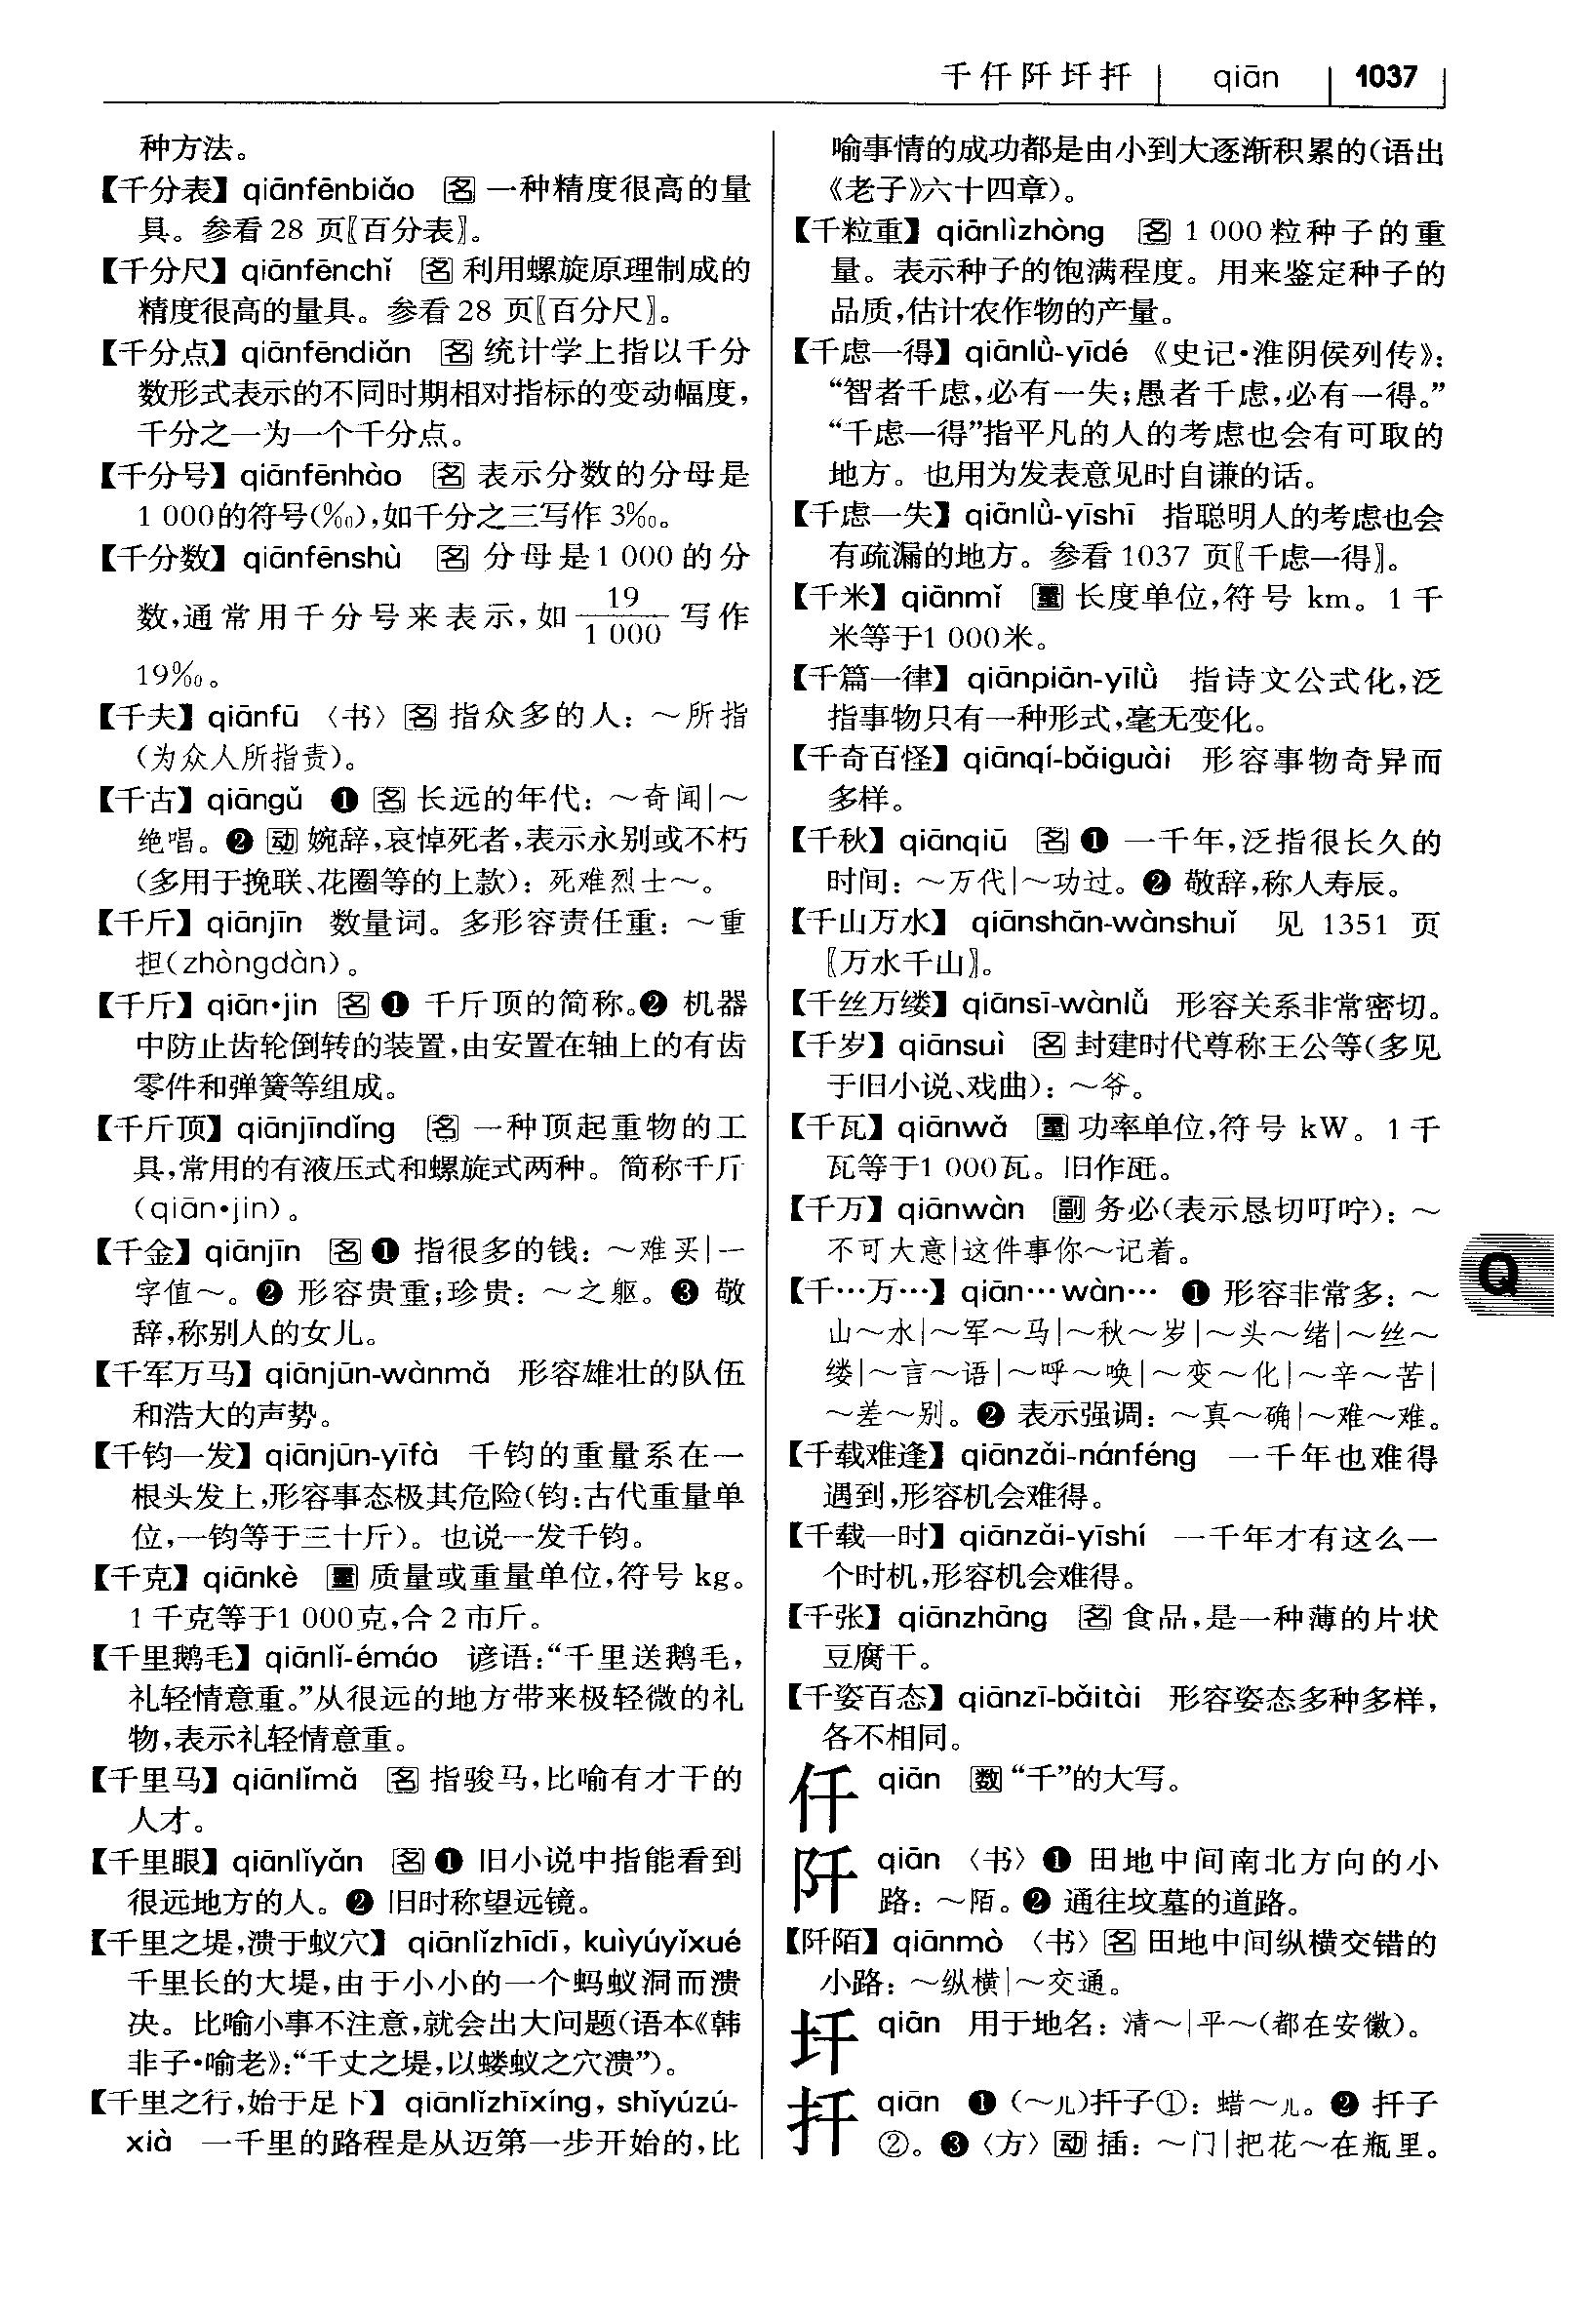 千仟阡圩扦 | qiān | 1037
种方法。
【千分表】qiānfēnbiǎo 名 一种精度很高的量
具。参看28 页〖百分表〗。
【千分尺】qiānfēnchǐ 名 利用螺旋原理制成的
精度很高的量具。参看 28 页〖百分尺〗。
【千分点】qiānfēndiǎn 名 统计学上指以千分
数形式表示的不同时期相对指标的变动幅度，
千分之一为一个千分点。
【千分号】qiānfēnhào 名 表示分数的分母是
1 000的符号(‰)，如千分之三写作 3‰。
【千分数】qiānfēnshù 名 分母是1 000 的分
数，通常用千分号来表示，如 19/1 000 写作
19‰。
【千夫】qiānfū 〈书〉名 指众多的人：～所指
(为众人所指责)。
【千古】qiāngǔ ❶ 名 长远的年代：～奇闻|～
绝唱。❷ 动 婉辞，哀悼死者，表示永别或不朽
(多用于挽联、花圈等的上款)：死难烈士～。
【千斤】qiānjīn 数量词。多形容责任重：～重
担(zhòngdàn)。
【千斤】qiān•jin 名 ❶ 千斤顶的简称。❷ 机器
中防止齿轮倒转的装置，由安置在轴上的有齿
零件和弹簧等组成。
【千斤顶】qiānjīndǐng 名 一种顶起重物的工
具，常用的有液压式和螺旋式两种。简称千斤
(qiān•jin)。
【千金】qiānjīn 名 ❶ 指很多的钱：～难买|一
字值～。❷ 形容贵重；珍贵：～之躯。❸ 敬
辞，称别人的女儿。
【千军万马】qiānjūn-wànmǎ 形容雄壮的队伍
和浩大的声势。
【千钧一发】qiānjūn-yīfà 千钧的重量系在一
根头发上，形容事态极其危险(钧：古代重量单
位，一钧等于三十斤)。也说一发千钧。
【千克】qiānkè 量 质量或重量单位，符号 kg。
1 千克等于1 000克，合 2 市斤。
【千里鹅毛】qiānlǐ-émáo 谚语：“千里送鹅毛，
礼轻情意重。”从很远的地方带来极轻微的礼
物，表示礼轻情意重。
【千里马】qiānlǐmǎ 名 指骏马，比喻有才干的
人才。
【千里眼】qiānlǐyǎn 名 ❶ 旧小说中指能看到
很远地方的人。❷ 旧时称望远镜。
【千里之堤，溃于蚁穴】qiānlǐzhīdī，kuìyúyǐxué
千里长的大堤，由于小小的一个蚂蚁洞而溃
决。比喻小事不注意，就会出大问题(语本《韩
非子•喻老》：“千丈之堤，以蝼蚁之穴溃”)。
【千里之行，始于足下】qiānlǐzhīxíng，shǐyúzú-
xià 一千里的路程是从迈第一步开始的，比
喻事情的成功都是由小到大逐渐积累的(语出
《老子》六十四章)。
【千粒重】qiānlìzhòng 名 1 000粒种子的重
量。表示种子的饱满程度。用来鉴定种子的
品质，估计农作物的产量。
【千虑一得】qiānlǜ-yīdé 《史记•淮阴侯列传》：
“智者千虑，必有一失；愚者千虑，必有一得。”
“千虑一得”指平凡的人的考虑也会有可取的
地方。也用为发表意见时自谦的话。
【千虑一失】qiānlǜ-yīshī 指聪明人的考虑也会
有疏漏的地方。参看 1037 页〖千虑一得〗。
【千米】qiānmǐ 量 长度单位，符号 km。1 千
米等于1 000米。
【千篇一律】qiānpiān-yīlǜ 指诗文公式化，泛
指事物只有一种形式，毫无变化。
【千奇百怪】qiānqí-bǎiguài 形容事物奇异而
多样。
【千秋】qiānqiū 名 ❶ 一千年，泛指很长久的
时间：～万代|～功过。❷ 敬辞，称人寿辰。
【千山万水】qiānshān-wànshuǐ 见 1351 页
〖万水千山〗。
【千丝万缕】qiānsī-wànlǚ 形容关系非常密切。
【千岁】qiānsuì 名 封建时代尊称王公等(多见
于旧小说、戏曲)：～爷。
【千瓦】qiānwǎ 量 功率单位，符号 kW。1 千
瓦等于1 000瓦。旧作瓩。
【千万】qiānwàn 副 务必(表示恳切叮咛)：～
不可大意|这件事你～记着。
【千…万…】qiān…wàn… ❶ 形容非常多：～
山～水|～军～马|～秋～岁|～头～绪|～丝～
缕|～言～语|～呼～唤|～变～化|～辛～苦|
～差～别。❷ 表示强调：～真～确|～难～难。
【千载难逢】qiānzǎi-nánféng 一千年也难得
遇到，形容机会难得。
【千载一时】qiānzǎi-yīshí 一千年才有这么一
个时机，形容机会难得。
【千张】qiānzhāng 名 食品，是一种薄的片状
豆腐干。
【千姿百态】qiānzī-bǎitài 形容姿态多种多样，
各不相同。
仟 qiān 数 “千”的大写。
阡 qiān 〈书〉❶ 田地中间南北方向的小
路：～陌。❷ 通往坟墓的道路。
【阡陌】qiānmò 〈书〉名 田地中间纵横交错的
小路：～纵横|～交通。
圩 qiān 用于地名：清～|平～(都在安徽)。
扦 qiān ❶ (～儿)扦子①：蜡～儿。❷ 扦子
②。❸〈方〉动 插：～门|把花～在瓶里。
Q